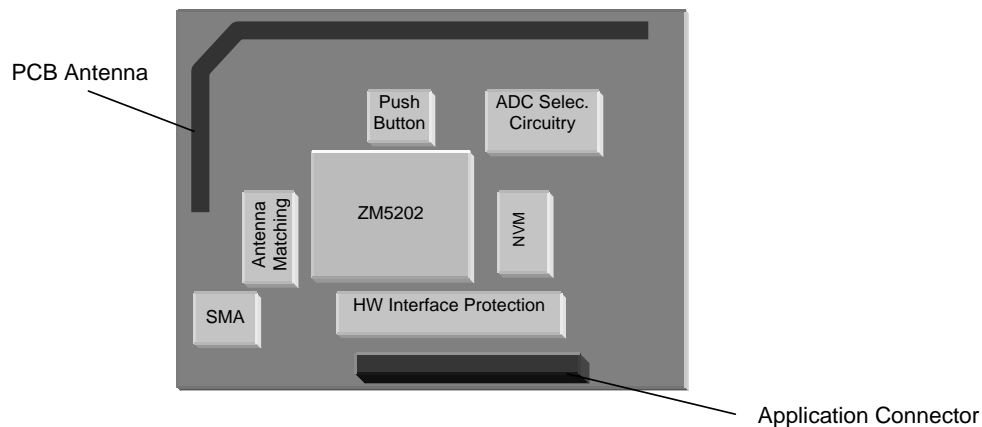 PCB Antenna
Push
Button
ADC Selec.
Circuitry
ZM5202
Antenna
Matching
NVM
SMA
HW Interface Protection
Application Connector